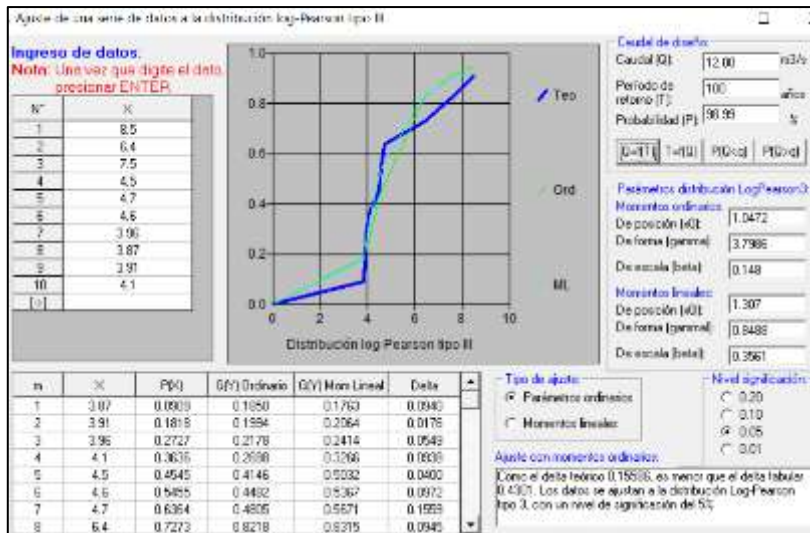 Ajuste de una serie de datos a la distribución log-Pearson tipo III
Ingreso de datos:
Nota: Una vez que digite el dato,
presionar ENTER
N° X
1 8.5
2 6.4
3 7.5
4 4.5
5 4.7
6 4.6
7 3.96
8 3.87
9 3.91
10 4.1
1.0
0.8
0.6
0.4
0.2
0.0
0 2 4 6 8 10
Distribución log-Pearson tipo III
Teo
Ord
ML
Caudal de diseño:
Caudal (Q): 12.00 m3/s
Período de
retorno (T): 100 años
Probabilidad (P): 98.99 %
Q=f(T) T=f(Q) P(Q<q) P(Q>q)
Parámetros distribución LogPearson3:
Momentos ordinarios:
De posición (x0): 1.0472
De forma (gamma): 3.7986
De escala (beta): 0.148
Momentos lineales:
De posición (x0): 1.307
De forma (gamma): 0.8488
De escala (beta): 0.3561
m X P(X) G(Y) Ordinario G(Y) Mom Lineal Delta
1 3.87 0.0909 0.1850 0.1763 0.0940
2 3.91 0.1818 0.1994 0.2064 0.0176
3 3.96 0.2727 0.2178 0.2414 0.0549
4 4.1 0.3636 0.2698 0.3266 0.0938
5 4.5 0.4545 0.4146 0.5032 0.0400
6 4.6 0.5455 0.4482 0.5367 0.0973
7 4.7 0.6364 0.4805 0.5671 0.1559
8 6.4 0.7273 0.8218 0.8315 0.0945
Tipo de ajuste:
Parámetros ordinarios
Momentos lineales
Nivel significación:
0.20
0.10
0.05
0.01
Ajuste con momentos ordinarios:
Como el delta teórico 0.15586, es menor que el delta tabular
0.4301. Los datos se ajustan a la distribución Log-Pearson
tipo 3, con un nivel de significación del 5%